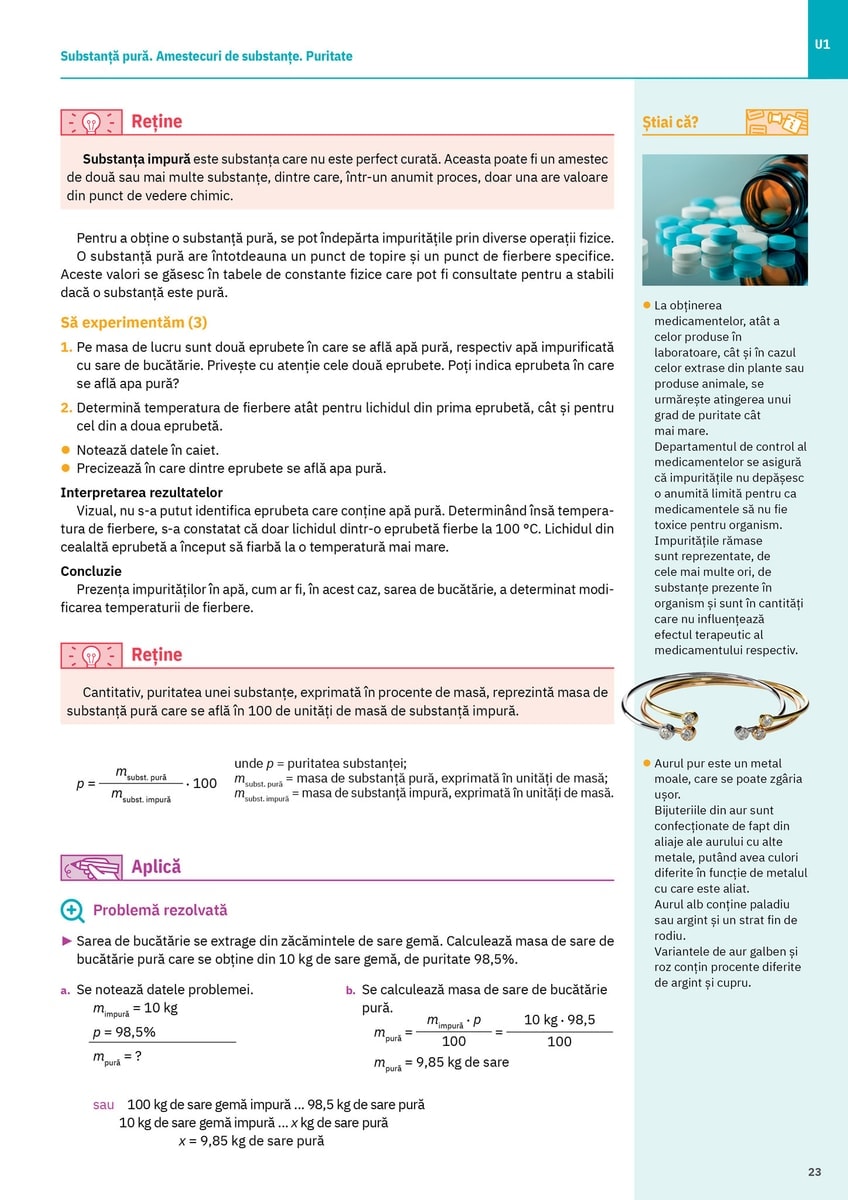 Substanță pură. Amestecuri de substanțe. Puritate
U1
Reține
Substanța impură este substanța care nu este perfect curată. Aceasta poate fi un amestec
de două sau mai multe substanțe, dintre care, într-un anumit proces, doar una are valoare
din punct de vedere chimic.
Pentru a obține o substanță pură, se pot îndepărta impuritățile prin diverse operații fizice.
O substanță pură are întotdeauna un punct de topire și un punct de fierbere specifice.
Aceste valori se găsesc în tabele de constante fizice care pot fi consultate pentru a stabili
dacă o substanță este pură.
Să experimentăm (3)
1. Pe masa de lucru sunt două eprubete în care se află apă pură, respectiv apă impurificată
cu sare de bucătărie. Privește cu atenție cele două eprubete. Poți indica eprubeta în care
se află apa pură?
2. Determină temperatura de fierbere atât pentru lichidul din prima eprubetă, cât și pentru
cel din a doua eprubetă.
• Notează datele în caiet.
• Precizează în care dintre eprubete se află apa pură.
Interpretarea rezultatelor
Vizual, nu s-a putut identifica eprubeta care conține apă pură. Determinând însă tempera-
tura de fierbere, s-a constatat că doar lichidul dintr-o eprubetă fierbe la 100 °C. Lichidul din
cealaltă eprubetă a început să fiarbă la o temperatură mai mare.
Concluzie
Prezența impurităților în apă, cum ar fi, în acest caz, sarea de bucătărie, a determinat modi-
ficarea temperaturii de fierbere.
Reține
Cantitativ, puritatea unei substanțe, exprimată în procente de masă, reprezintă masa de
substanță pură care se află în 100 de unități de masă de substanță impură.
p = m subst. pură / m subst. impură · 100
unde p = puritatea substanței;
m subst. pură = masa de substanță pură, exprimată în unități de masă;
m subst. impură = masa de substanță impură, exprimată în unități de masă.
Aplică
Problemă rezolvată
► Sarea de bucătărie se extrage din zăcămintele de sare gemă. Calculează masa de sare de
bucătărie pură care se obține din 10 kg de sare gemă, de puritate 98,5%.
a. Se notează datele problemei.
m impură = 10 kg
p = 98,5%
m pură = ?
b. Se calculează masa de sare de bucătărie
pură.
m pură = m impură · p / 100 = 10 kg · 98,5 / 100
m pură = 9,85 kg de sare
sau 100 kg de sare gemă impură ... 98,5 kg de sare pură
10 kg de sare gemă impură ... x kg de sare pură
x = 9,85 kg de sare pură
Știai că?
• La obținerea
medicamentelor, atât a
celor produse în
laboratoare, cât și în cazul
celor extrase din plante sau
produse animale, se
urmărește atingerea unui
grad de puritate cât
mai mare.
Departamentul de control al
medicamentelor se asigură
că impuritățile nu depășesc
o anumită limită pentru ca
medicamentele să nu fie
toxice pentru organism.
Impuritățile rămase
sunt reprezentate, de
cele mai multe ori, de
substanțe prezente în
organism și sunt în cantități
care nu influențează
efectul terapeutic al
medicamentului respectiv.
• Aurul pur este un metal
moale, care se poate zgâria
ușor.
Bijuteriile din aur sunt
confecționate de fapt din
aliaje ale aurului cu alte
metale, putând avea culori
diferite în funcție de metalul
cu care este aliat.
Aurul alb conține paladiu
sau argint și un strat fin de
rodiu.
Variantele de aur galben și
roz conțin procente diferite
de argint și cupru.
23